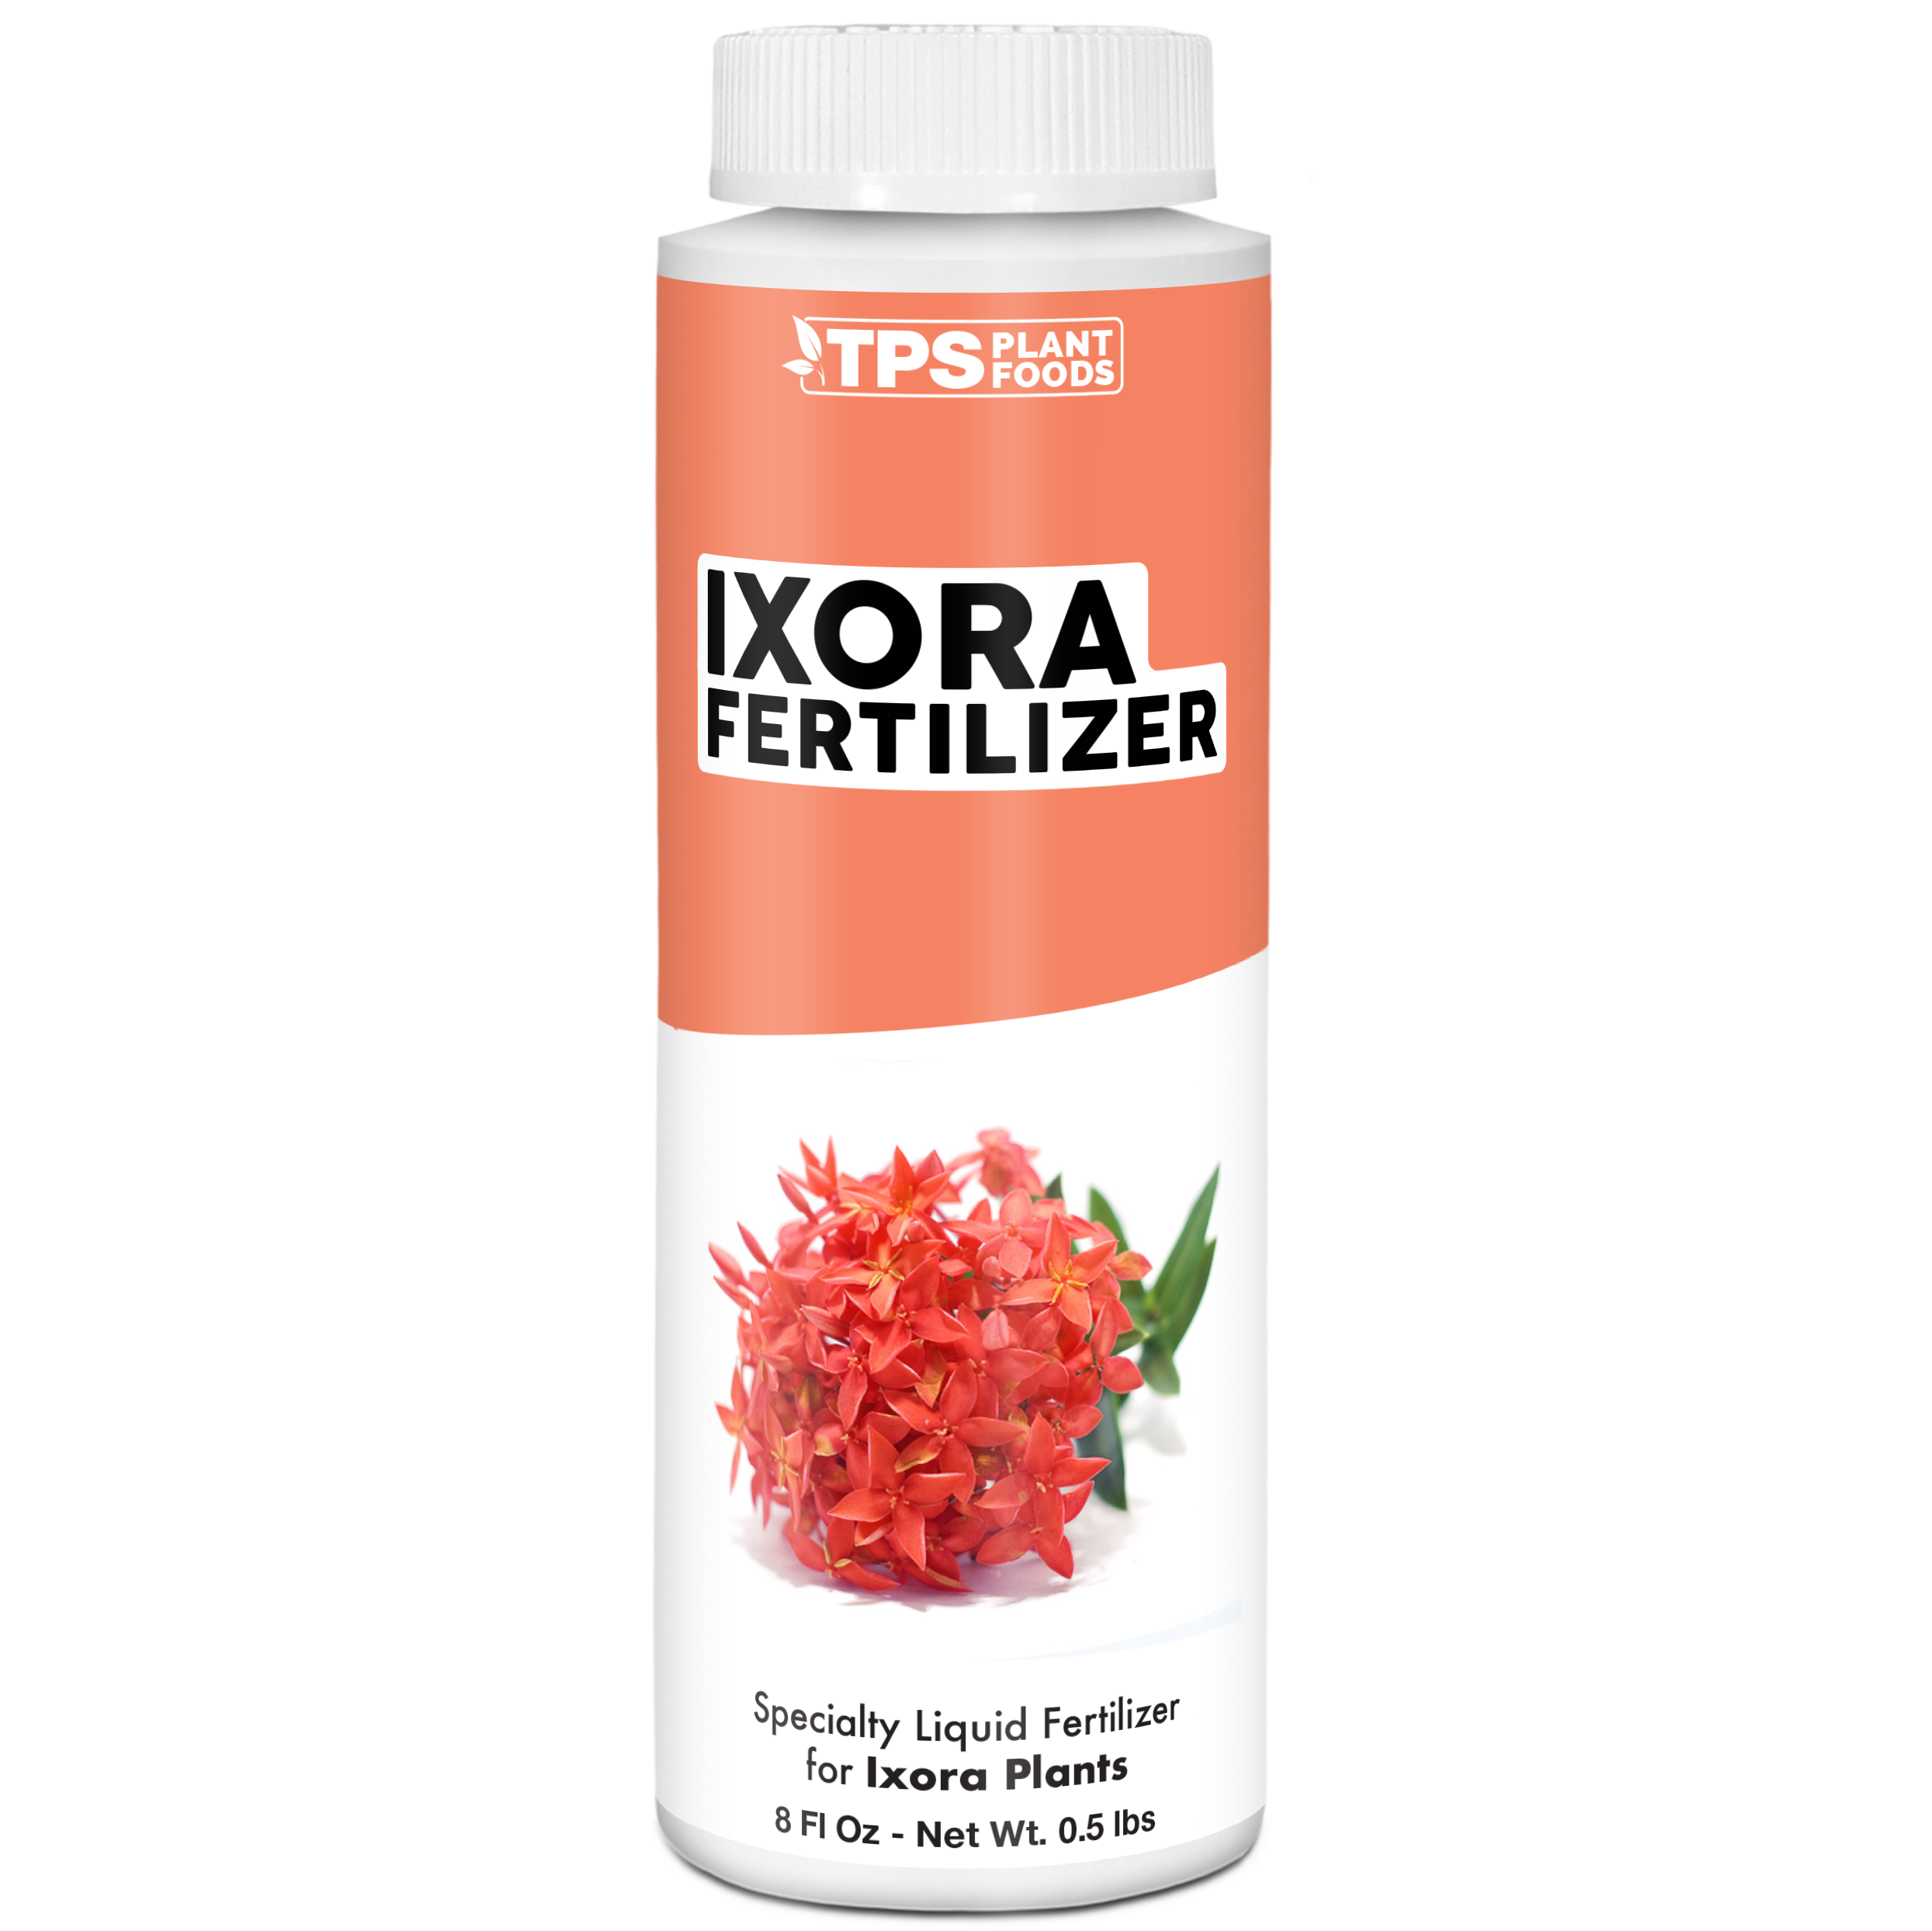 TPS PLANT FOODS
IXORA
FERTILIZER
Specialty Liquid Fertilizer
for Ixora Plants
8 Fl Oz - Net Wt. 0.5 lbs